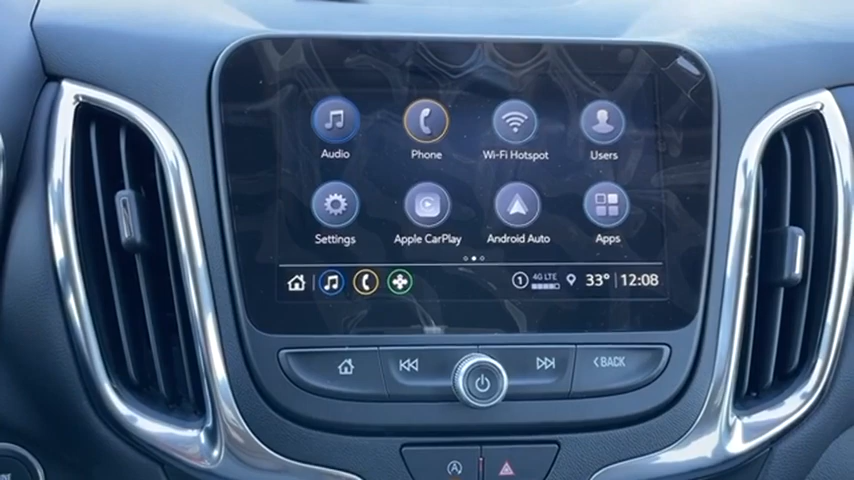 Audio Phone Wi-Fi Hotspot Users
Settings Apple CarPlay Android Auto Apps
1 4G LTE 33° 12:08
BACK
A